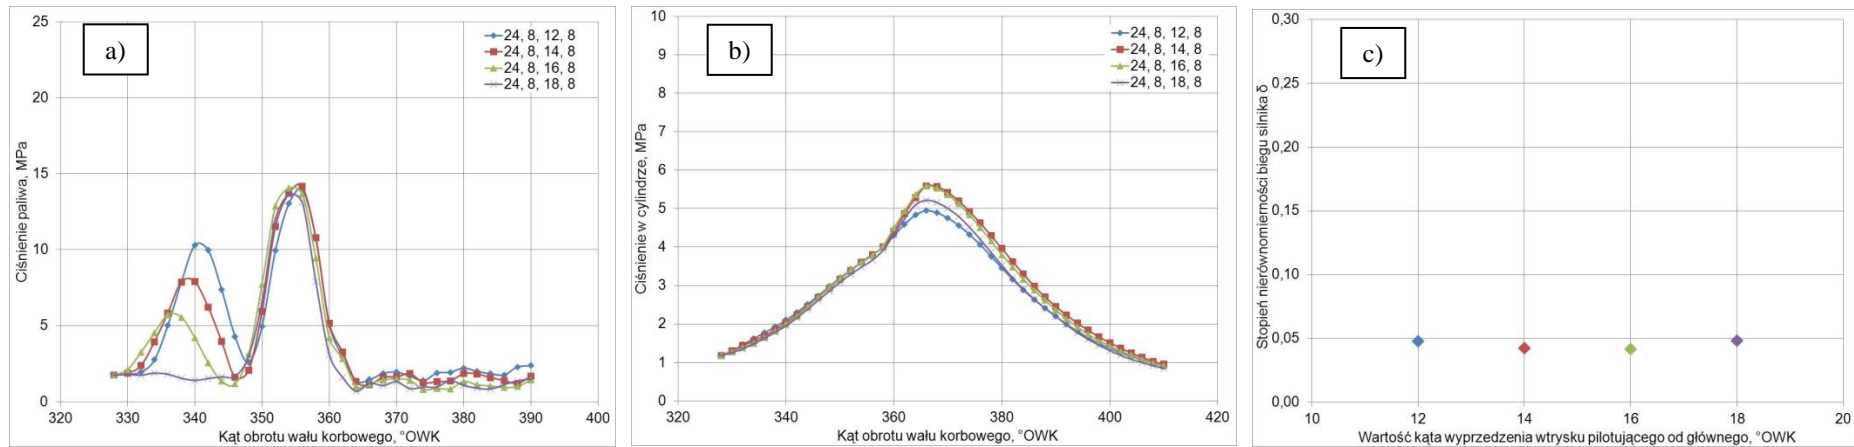 a)
24, 8, 12, 8
24, 8, 14, 8
24, 8, 16, 8
24, 8, 18, 8
Ciśnienie paliwa, MPa
25
20
15
10
5
0
320 330 340 350 360 370 380 390 400
Kąt obrotu wału korbowego, °OWK
b)
24, 8, 12, 8
24, 8, 14, 8
24, 8, 16, 8
24, 8, 18, 8
Ciśnienie w cylindrze, MPa
10
9
8
7
6
5
4
3
2
1
0
320 340 360 380 400 420
Kąt obrotu wału korbowego, °OWK
c)
Stopień nierównomierności biegu silnika δ
0,30
0,25
0,20
0,15
0,10
0,05
0,00
10 12 14 16 18 20
Wartość kąta wyprzedzenia wtrysku pilotującego od głównego, °OWK